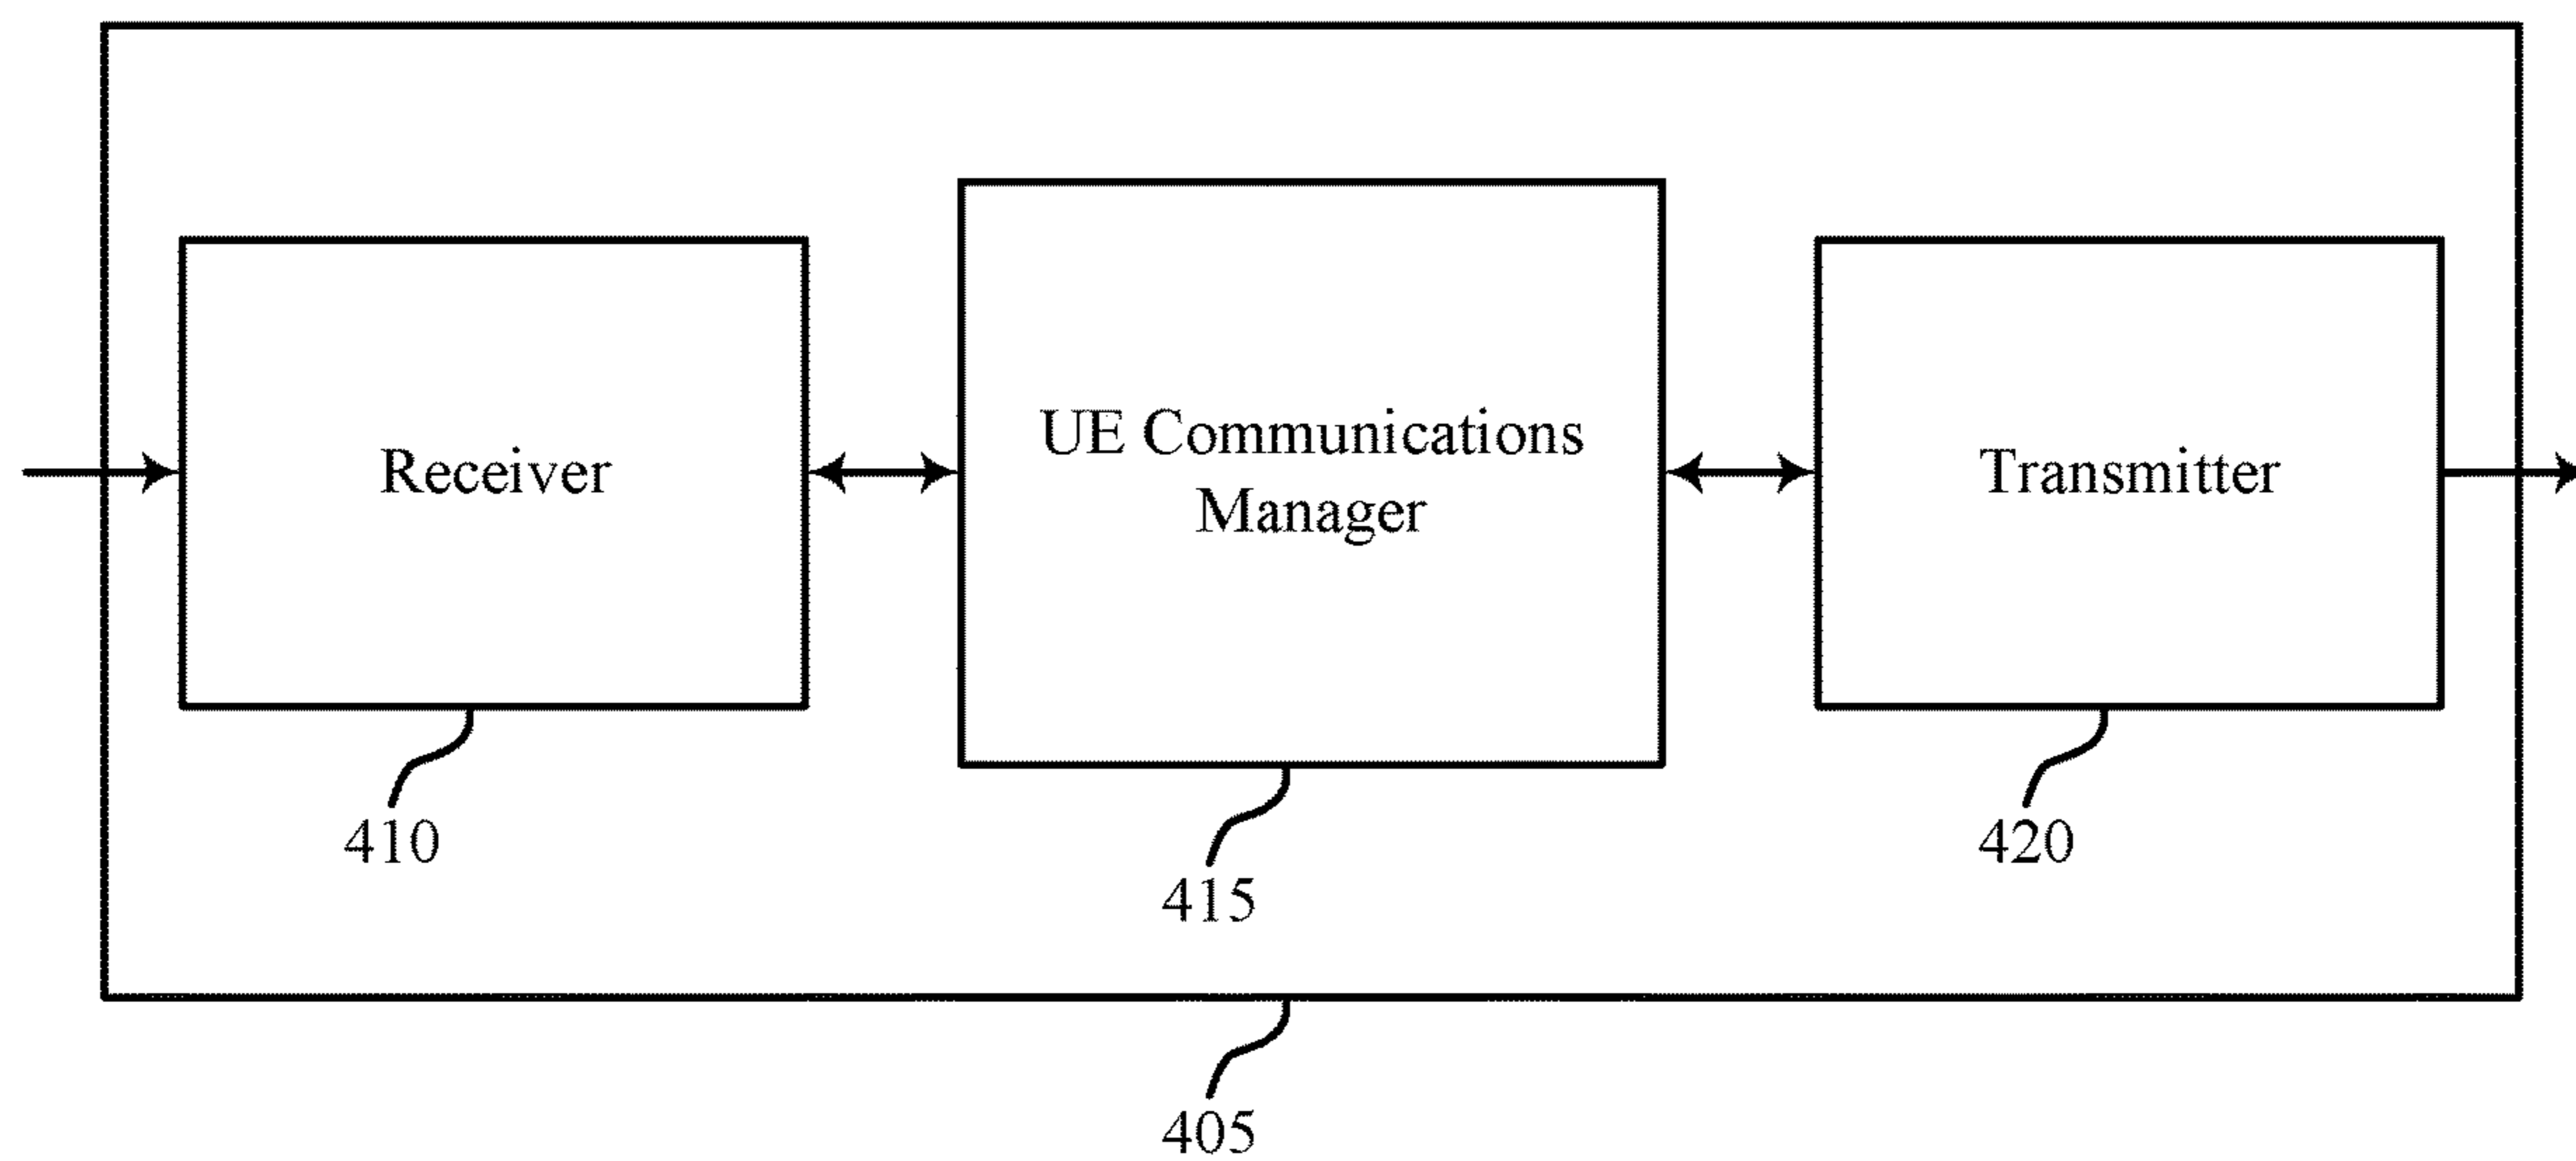 Receiver
UE Communications
Manager
Transmitter
410
415
420
405